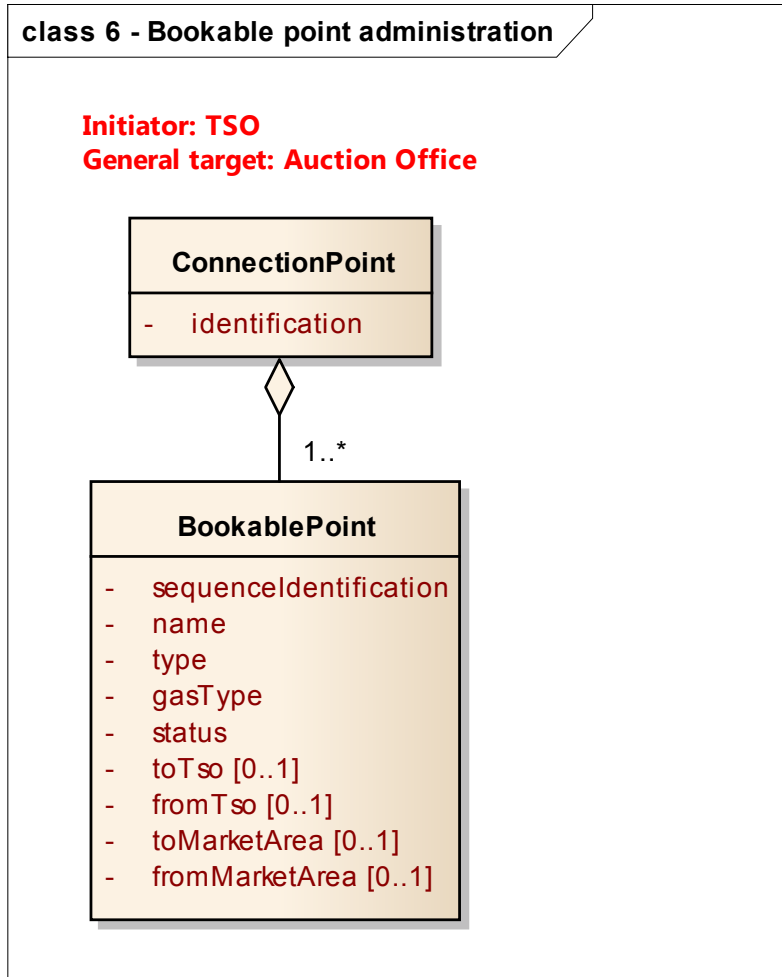 class 6 - Bookable point administration
Initiator: TSO
General target: Auction Office
ConnectionPoint
- identification
1..*
BookablePoint
- sequenceIdentification
- name
- type
- gasType
- status
- toTso [0..1]
- fromTso [0..1]
- toMarketArea [0..1]
- fromMarketArea [0..1]